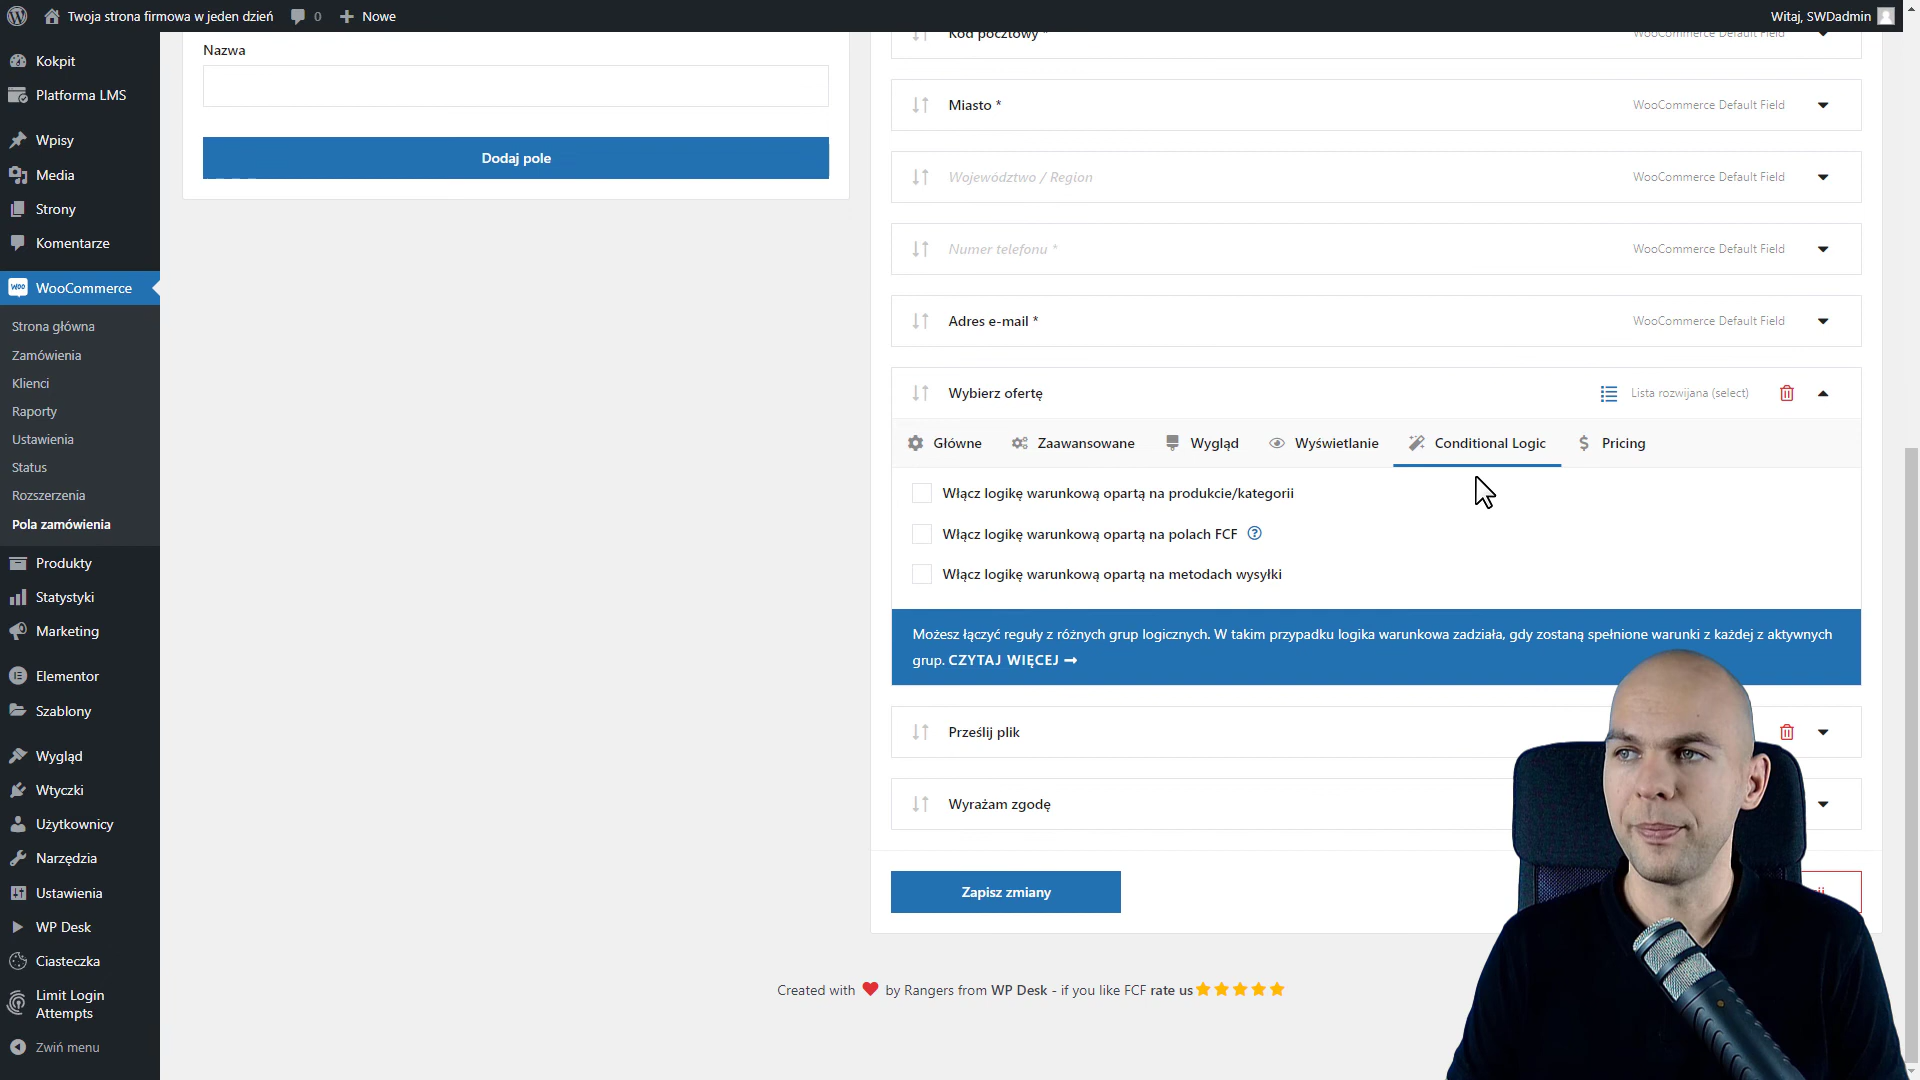 Twoja strona firmowa w jeden dzień
0
Nowe
Witaj, SWDadmin
Kokpit
Platforma LMS
Wpisy
Media
Strony
Komentarze
WooCommerce
Strona główna
Zamówienia
Klienci
Raporty
Ustawienia
Status
Rozszerzenia
Pola zamówienia
Produkty
Statystyki
Marketing
Elementor
Szablony
Wygląd
Wtyczki
Użytkownicy
Narzędzia
Ustawienia
WP Desk
Ciasteczka
Limit Login
Attempts
Zwiń menu
Nazwa
Dodaj pole
Kod pocztowy *
WooCommerce Default Field
Miasto *
WooCommerce Default Field
Województwo / Region
WooCommerce Default Field
Numer telefonu *
WooCommerce Default Field
Adres e-mail *
WooCommerce Default Field
Wybierz ofertę
Lista rozwijana (select)
Główne
Zaawansowane
Wygląd
Wyświetlanie
Conditional Logic
Pricing
Włącz logikę warunkową opartą na produkcie/kategorii
Włącz logikę warunkową opartą na polach FCF
Włącz logikę warunkową opartą na metodach wysyłki
Możesz łączyć reguły z różnych grup logicznych. W takim przypadku logika warunkowa zadziała, gdy zostaną spełnione warunki z każdej z aktywnych
grup. CZYTAJ WIĘCEJ →
Prześlij plik
Wyrażam zgodę
Zapisz zmiany
Created with ❤ by Rangers from WP Desk - if you like FCF rate us ★★★★★